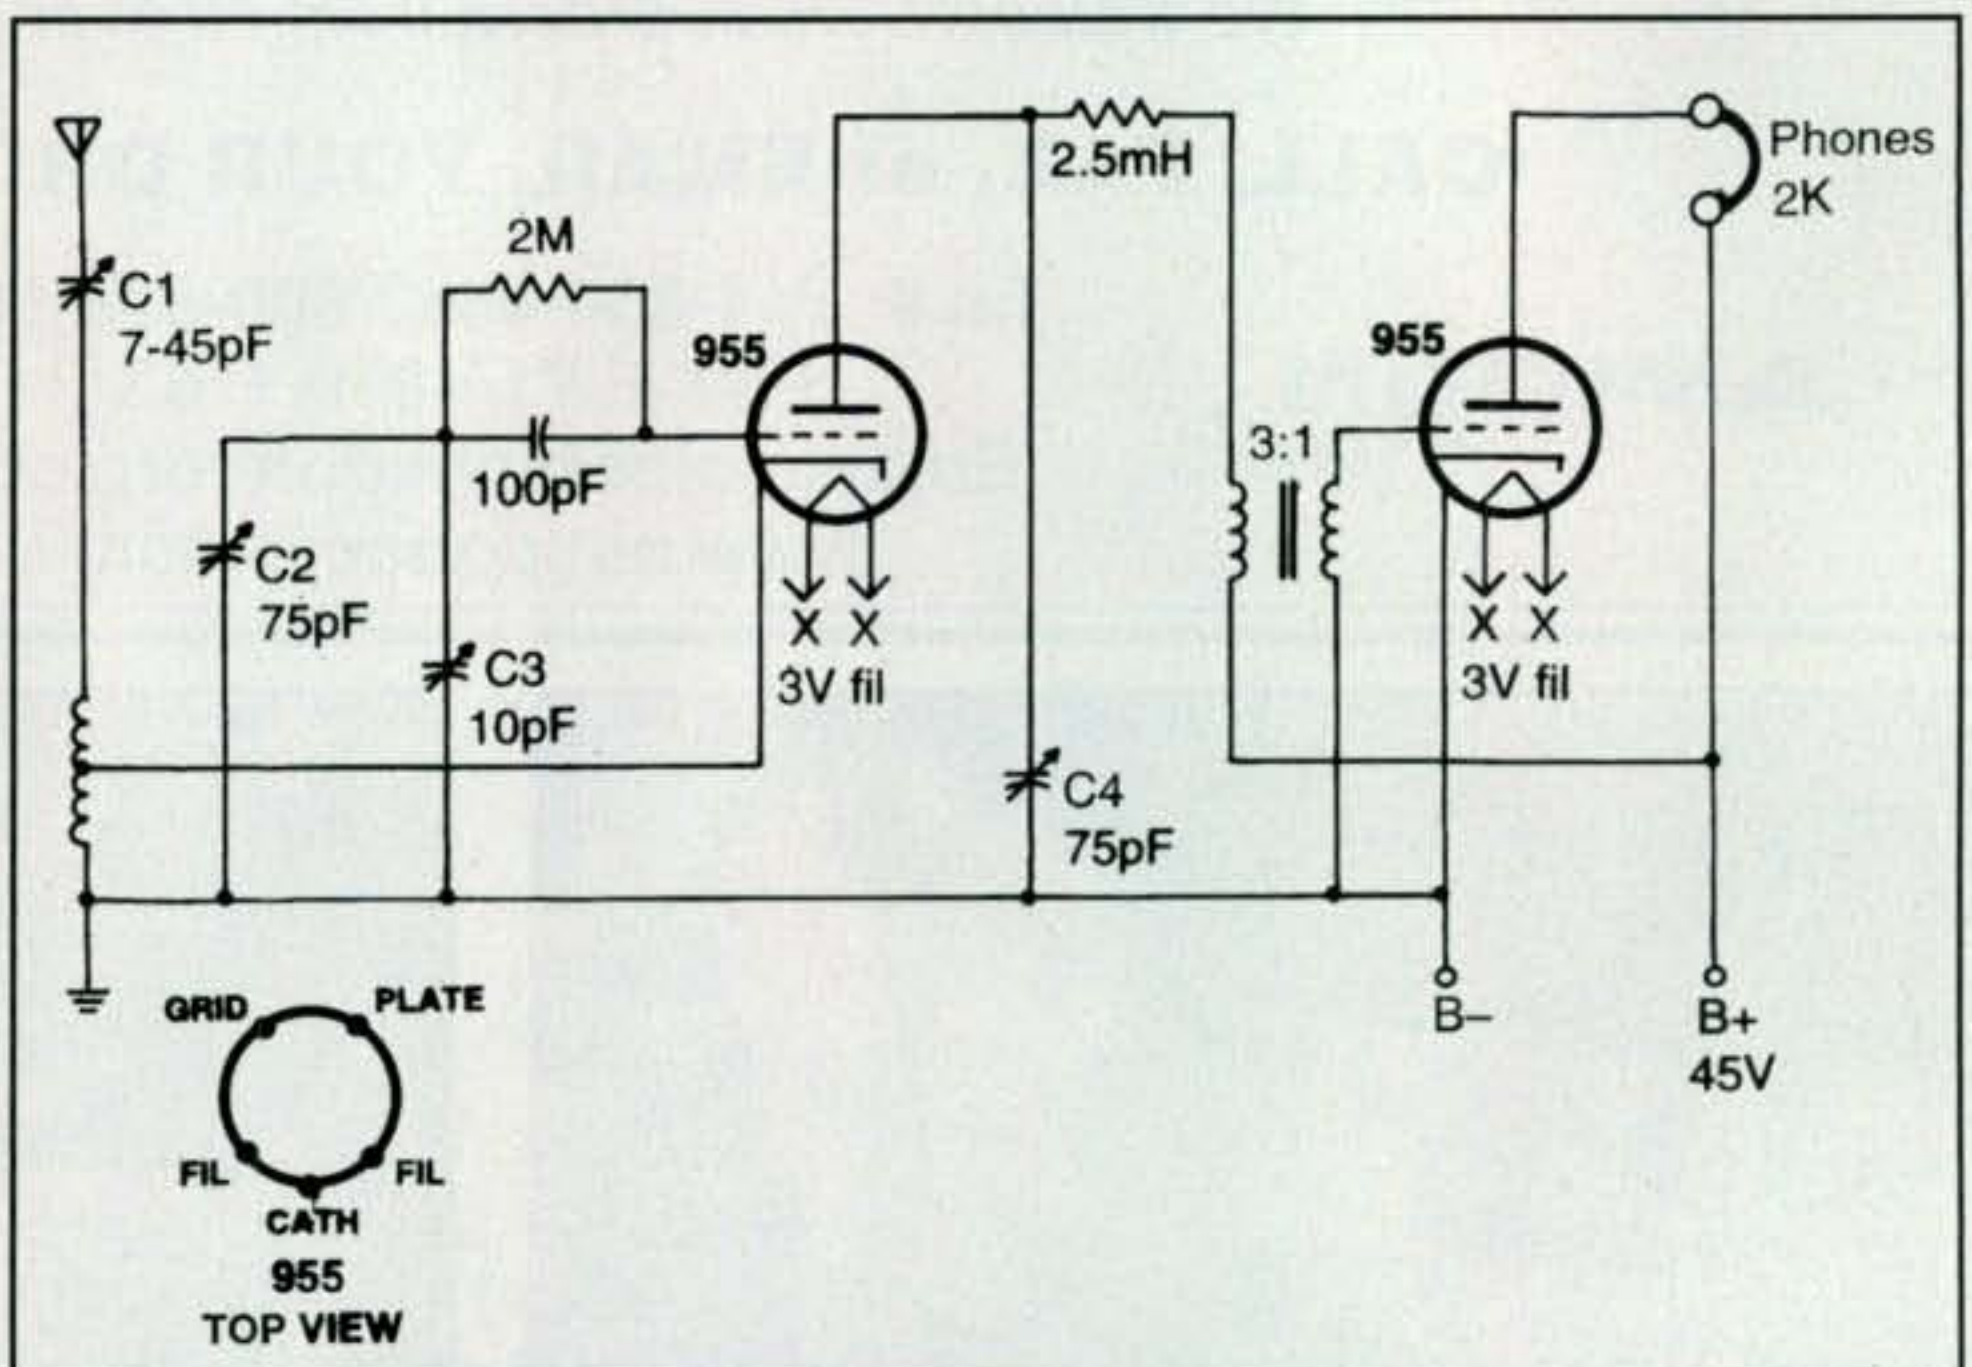 2.5mH
Phones
2K
2M
C1
7-45pF
955
955
3:1
100pF
C2
75pF
X X
3V fil
X X
3V fil
C3
10pF
C4
75pF
GRID
PLATE
FIL
FIL
CATH
955
TOP VIEW
B–
B+
45V